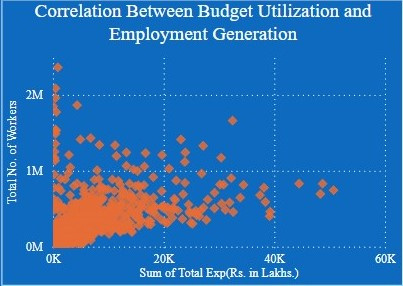 Correlation Between Budget Utilization and
Employment Generation
Total No. of Workers
2M
1M
0M
0K
20K
40K
60K
Sum of Total Exp(Rs. in Lakhs.)